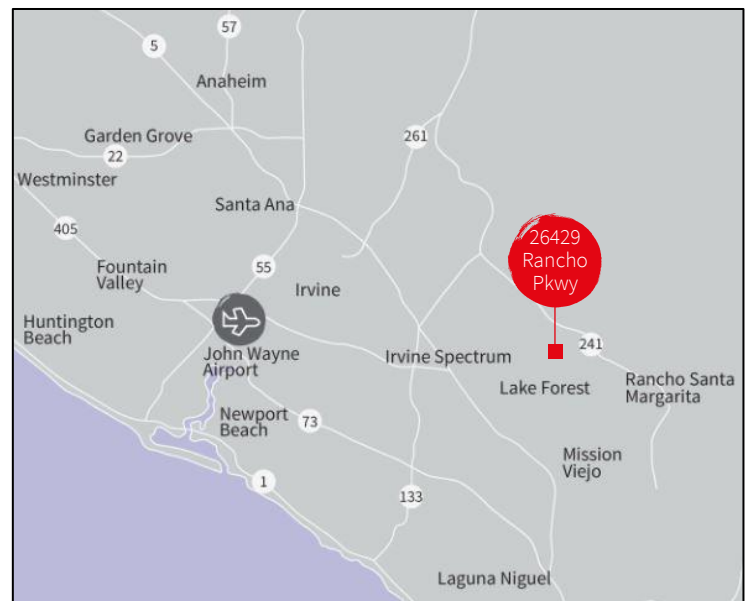 57
5
Anaheim
Garden Grove
22
261
Westminster
Santa Ana
405
26429
Rancho
Pkwy
Fountain
Valley
55
Irvine
Huntington
Beach
John Wayne
Airport
Irvine Spectrum
241
Lake Forest
Rancho Santa
Margarita
Newport
Beach
73
Mission
Viejo
1
133
Laguna Niguel